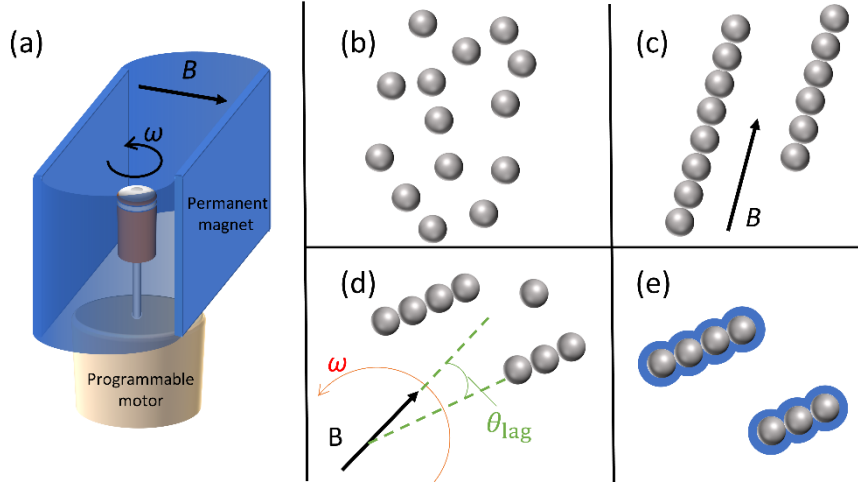 (a)
B
ω
Permanent
magnet
Programmable
motor
(b)
(c)
B
(d)
ω
B
θlag
(e)